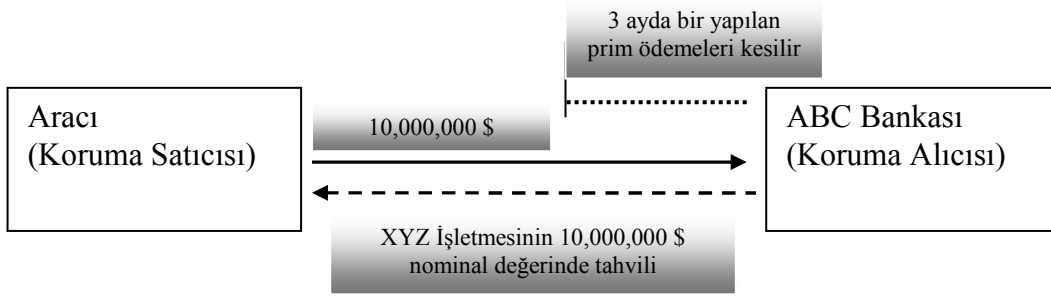 3 ayda bir yapılan
prim ödemeleri kesilir
Aracı
(Koruma Satıcısı)
10,000,000 $
ABC Bankası
(Koruma Alıcısı)
XYZ İşletmesinin 10,000,000 $
nominal değerinde tahvili